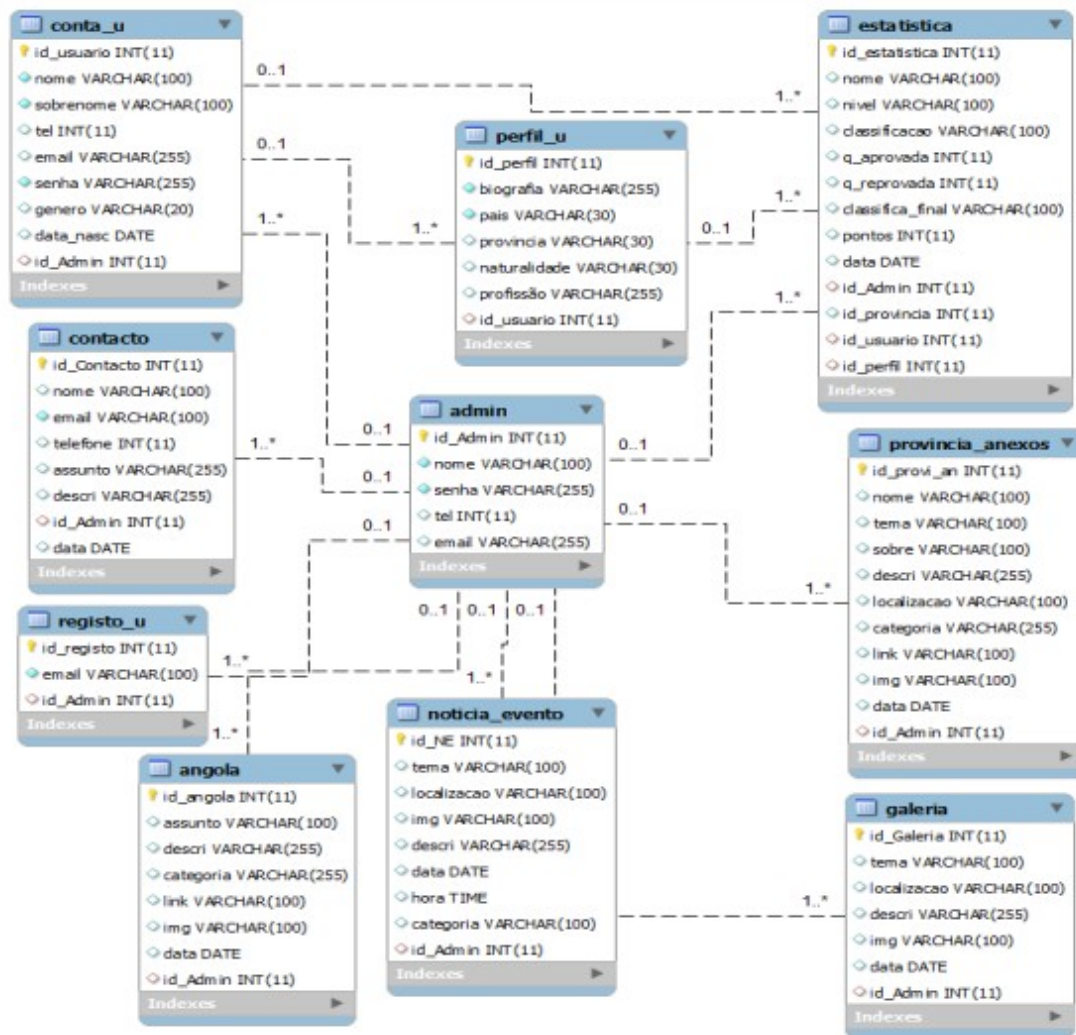 conta_u
id_usuario INT(11)
nome VARCHAR(100)
sobrenome VARCHAR(100)
tel INT(11)
email VARCHAR(255)
senha VARCHAR(255)
genero VARCHAR(20)
data_nasc DATE
id_Admin INT(11)
Indexes
0..1
0..1
1..*
1..*
estatistica
id_estatistica INT(11)
nome VARCHAR(100)
nivel VARCHAR(100)
classificacao VARCHAR(100)
q_aprovada INT(11)
q_reprovada INT(11)
classifica_final VARCHAR(100)
pontos INT(11)
data DATE
id_Admin INT(11)
id_provincia INT(11)
id_usuario INT(11)
id_perfil INT(11)
Indexes
perfil_u
id_perfil INT(11)
biografia VARCHAR(255)
pais VARCHAR(30)
provincia VARCHAR(30)
naturalidade VARCHAR(30)
profissão VARCHAR(255)
id_usuario INT(11)
Indexes
1..*
0..1
1..*
1..*
contacto
id_Contacto INT(11)
nome VARCHAR(100)
email VARCHAR(100)
telefone INT(11)
assunto VARCHAR(255)
descri VARCHAR(255)
id_Admin INT(11)
data DATE
Indexes
1..*
0..1
0..1
0..1
admin
id_Admin INT(11)
nome VARCHAR(100)
senha VARCHAR(255)
tel INT(11)
email VARCHAR(255)
Indexes
0..1
0..1
0..1
0..1
0..1
provincia_anexos
id_provi_an INT(11)
nome VARCHAR(100)
tema VARCHAR(100)
sobre VARCHAR(100)
descri VARCHAR(255)
localizacao VARCHAR(100)
categoria VARCHAR(255)
link VARCHAR(100)
img VARCHAR(100)
data DATE
id_Admin INT(11)
Indexes
1..*
registo_u
id_registo INT(11)
email VARCHAR(100)
id_Admin INT(11)
Indexes
1..*
1..*
1..*
angola
id_angola INT(11)
assunto VARCHAR(100)
descri VARCHAR(255)
categoria VARCHAR(255)
link VARCHAR(100)
img VARCHAR(100)
data DATE
id_Admin INT(11)
Indexes
noticia_evento
id_NE INT(11)
tema VARCHAR(100)
localizacao VARCHAR(100)
img VARCHAR(100)
descri VARCHAR(255)
data DATE
hora TIME
categoria VARCHAR(100)
id_Admin INT(11)
Indexes
1..*
galeria
id_Galeria INT(11)
tema VARCHAR(100)
localizacao VARCHAR(100)
descri VARCHAR(255)
img VARCHAR(100)
data DATE
id_Admin INT(11)
Indexes